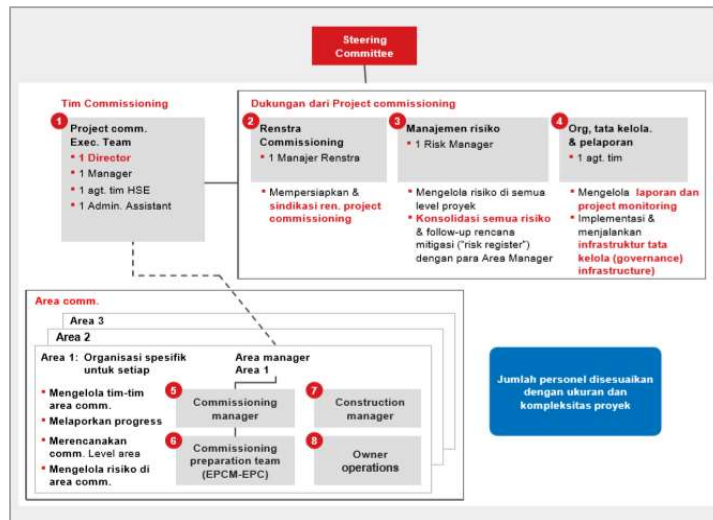 Steering
Committee
Tim Commissioning
1
Project comm.
Exec. Team
▪ 1 Director
▪ 1 Manager
▪ 1 agt. tim HSE
▪ 1 Admin. Assistant
Dukungan dari Project commissioning
2
Renstra
Commissioning
▪ 1 Manajer Renstra
▪ Mempersiapkan &
sindikasi ren. project
commissioning
3
Manajemen risiko
▪ 1 Risk Manager
▪ Mengelola risiko di semua
level proyek
▪ Konsolidasi semua risiko
& follow-up rencana
mitigasi ("risk register")
dengan para Area Manager
4
Org, tata kelola.
& pelaporan
▪ 1 agt. tim
▪ Mengelola laporan dan
project monitoring
▪ Implementasi &
menjalankan
infrastruktur tata
kelola (governance)
infrastructure)
Area comm.
Area 3
Area 2
Area 1: Organisasi spesifik
untuk setiap
▪ Mengelola tim-tim
area comm.
▪ Melaporkan progress
▪ Merencanakan
comm. Level area
▪ Mengelola risiko di
area comm.
Area manager
Area 1
5
Commissioning
manager
6
Commissioning
preparation team
(EPCM-EPC)
7
Construction
manager
8
Owner
operations
Jumlah personel disesuaikan
dengan ukuran dan
kompleksitas proyek